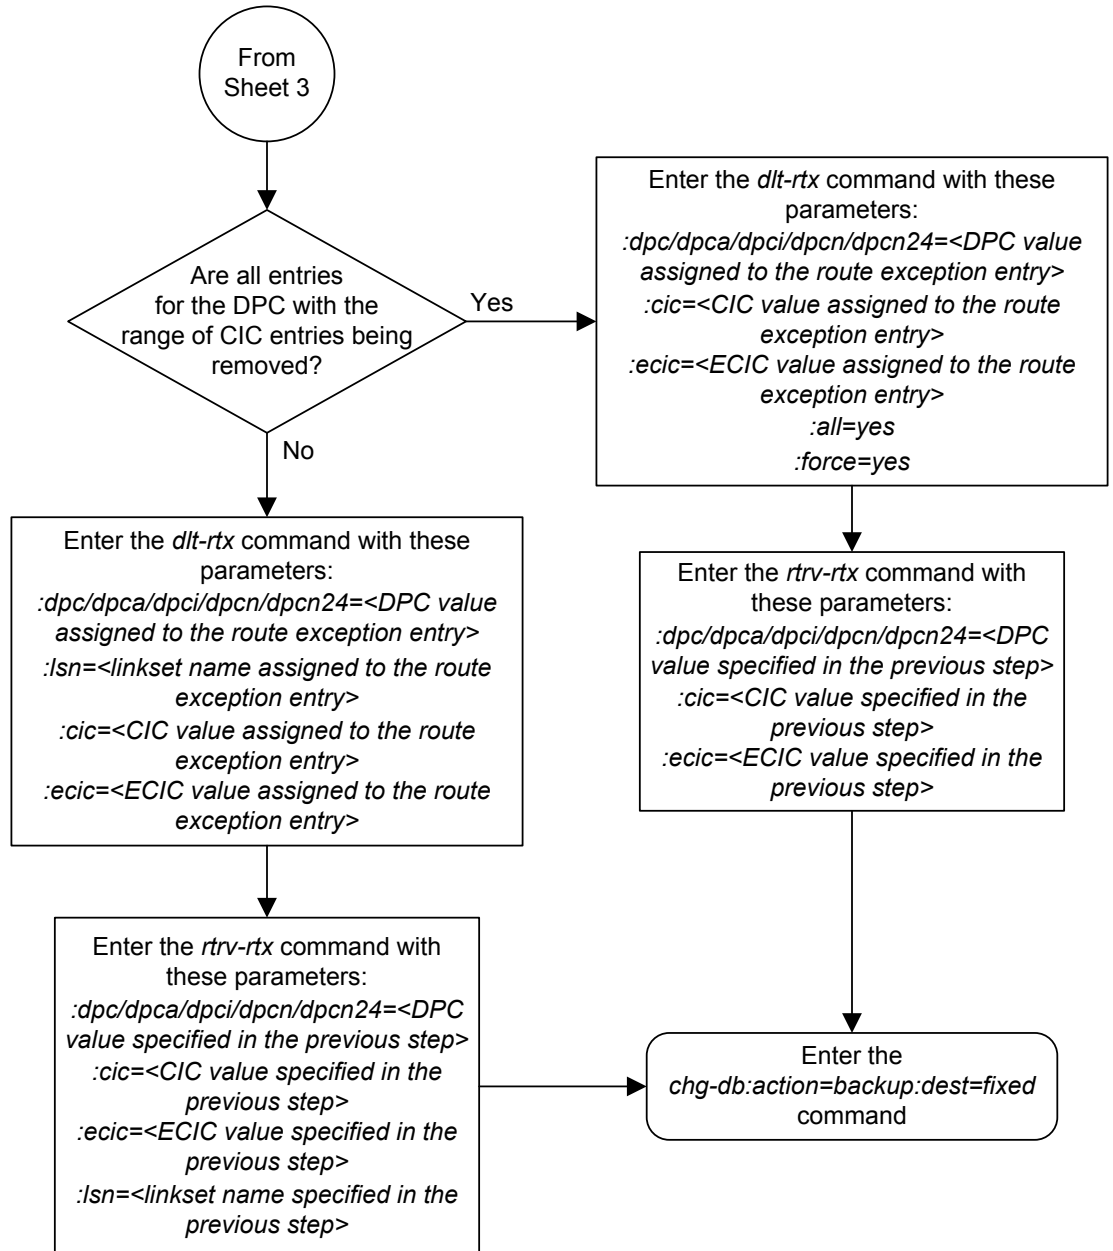 From
Sheet 3
Are all entries
for the DPC with the
range of CIC entries being
removed?
Yes
No
Enter the dlt-rtx command with these
parameters:
:dpc/dpca/dpci/dpcn/dpcn24=<DPC value
assigned to the route exception entry>
:cic=<CIC value assigned to the route
exception entry>
:ecic=<ECIC value assigned to the route
exception entry>
:all=yes
:force=yes
Enter the rtrv-rtx command with
these parameters:
:dpc/dpca/dpci/dpcn/dpcn24=<DPC
value specified in the previous step>
:cic=<CIC value specified in the
previous step>
:ecic=<ECIC value specified in the
previous step>
Enter the dlt-rtx command with these
parameters:
:dpc/dpca/dpci/dpcn/dpcn24=<DPC value
assigned to the route exception entry>
:lsn=<linkset name assigned to the route
exception entry>
:cic=<CIC value assigned to the route
exception entry>
:ecic=<ECIC value assigned to the route
exception entry>
Enter the rtrv-rtx command with
these parameters:
:dpc/dpca/dpci/dpcn/dpcn24=<DPC
value specified in the previous step>
:cic=<CIC value specified in the
previous step>
:ecic=<ECIC value specified in the
previous step>
:lsn=<linkset name specified in the
previous step>
Enter the
chg-db:action=backup:dest=fixed
command